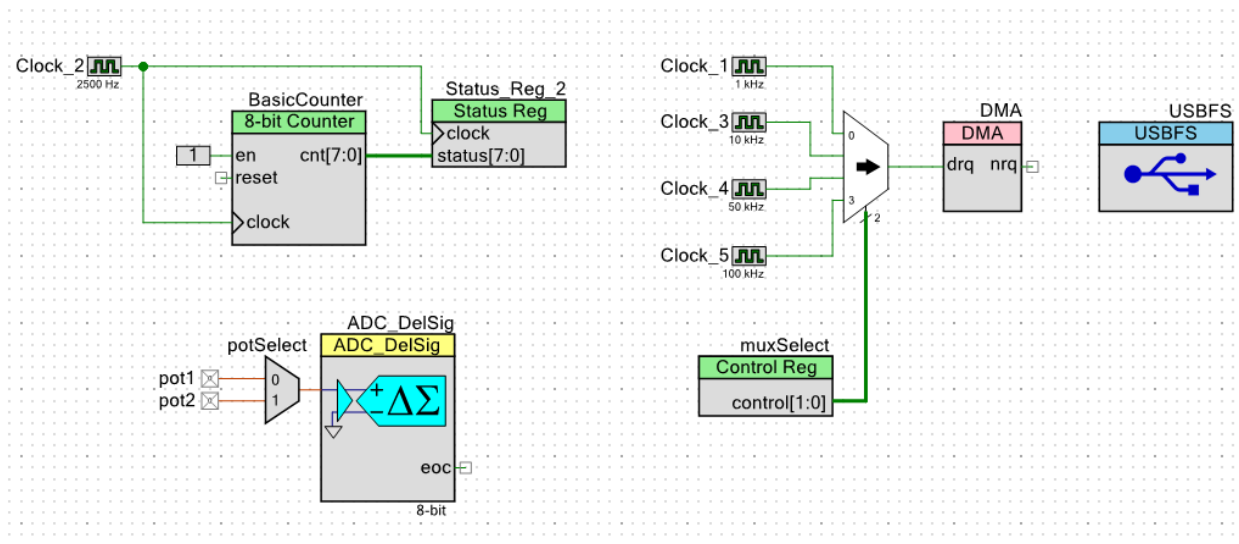 Clock_2
2500 Hz
BasicCounter
8-bit Counter
1
en
cnt[7:0]
reset
clock
Status_Reg_2
Status Reg
clock
status[7:0]
Clock_1
1 kHz
Clock_3
10 kHz
Clock_4
50 kHz
Clock_5
100 kHz
0
3
2
DMA
DMA
drq nrq
USBFS
USBFS
ADC_DelSig
ADC_DelSig
potSelect
pot1
pot2
0
1
+
−
ΔΣ
eoc
8-bit
muxSelect
Control Reg
control[1:0]